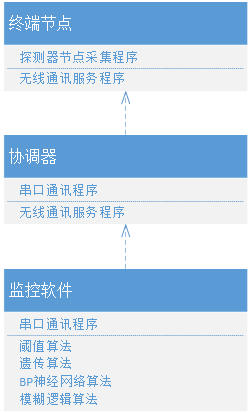 终端节点
探测器节点采集程序
无线通讯服务程序
协调器
串口通讯程序
无线通讯服务程序
监控软件
串口通讯程序
阈值算法
遗传算法
BP神经网络算法
模糊逻辑算法